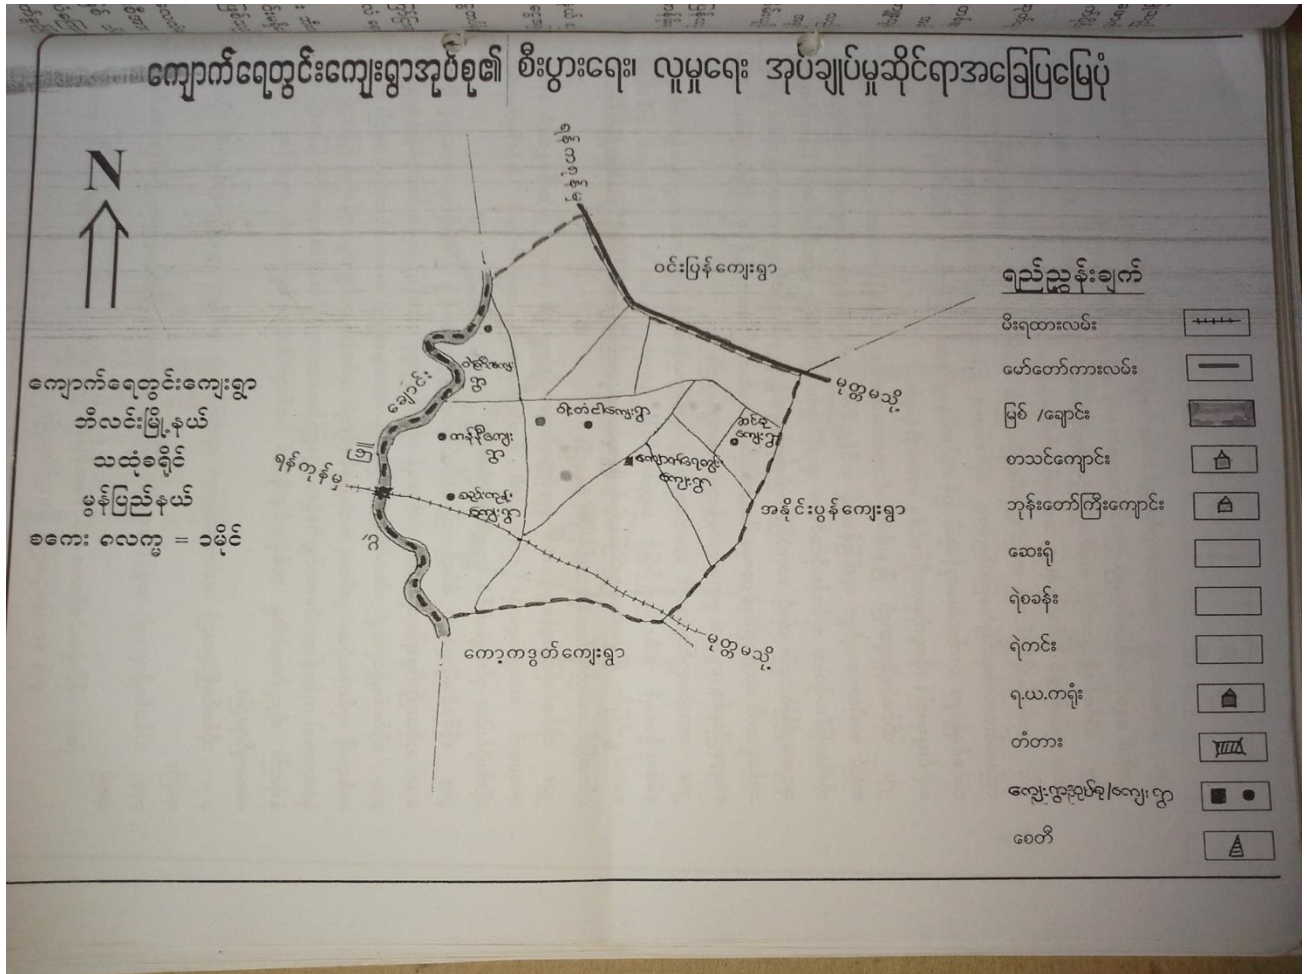 ကျောက်ရေတွင်းကျေးရွာအုပ်စု၏ စီးပွားရေး၊ လူမှုရေး အုပ်ချုပ်မှုဆိုင်ရာအခြေပြမြေပုံ
N
ဝင်းပြန်ကျေးရွာ
ချောင်း
ဖြူ
မုတ္တမသို့
ကျောက်ရေတွင်း
ကျေးရွာ
ရန်ကုန်မှ
အနိုင်းပွန်ကျေးရွာ
မုတ္တမသို့
ကော့ကဒွတ်ကျေးရွာ
ကျောက်ရေတွင်းကျေးရွာ
ဘီလင်းမြို့နယ်
သထုံခရိုင်
မွန်ပြည်နယ်
စကေး ၈လက္မ = ၁မိုင်
ရည်ညွှန်းချက်
မီးရထားလမ်း
မော်တော်ကားလမ်း
မြစ် /ချောင်း
စာသင်ကျောင်း
ဘုန်းတော်ကြီးကျောင်း
ဆေးရုံ
ရဲစခန်း
ရဲကင်း
ရ.ယ.ကရုံး
တံတား
ကျေးရွာအုပ်စု/ကျေးရွာ
စေတီ